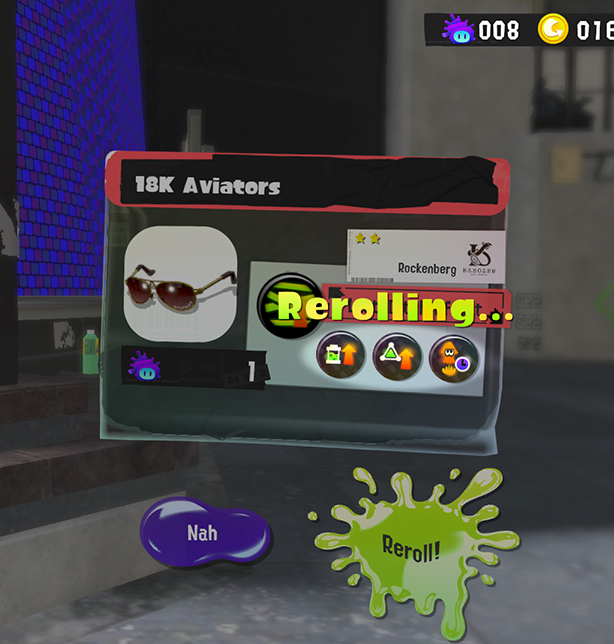 008 016
18K Aviators
Rockenberg
Rerolling...
1
Nah
Reroll!